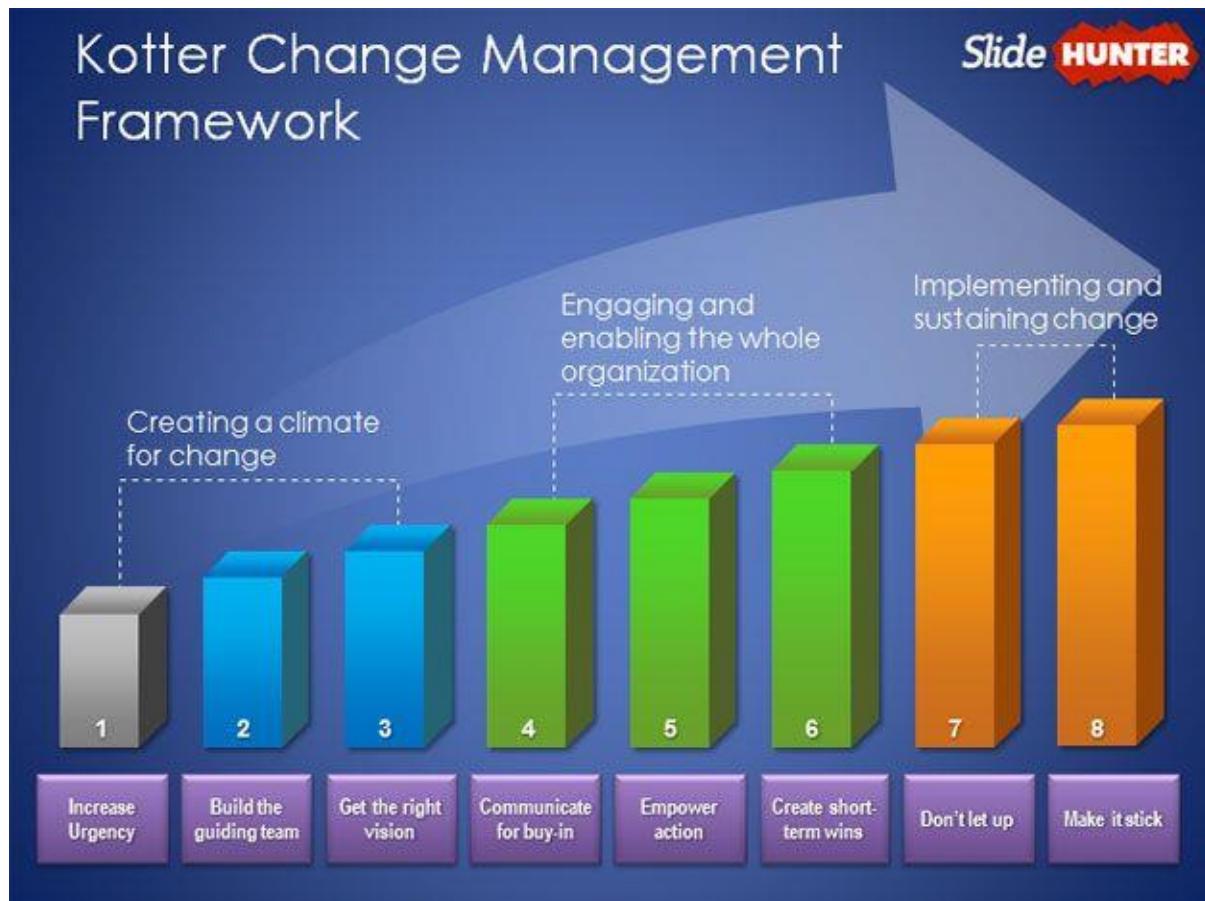 Kotter Change Management
Framework
Slide HUNTER
Implementing and
sustaining change
Engaging and
enabling the whole
organization
Creating a climate
for change
1
2
3
4
5
6
7
8
Increase
Urgency
Build the
guiding team
Get the right
vision
Communicate
for buy-in
Empower
action
Create short-
term wins
Don't let up
Make it stick